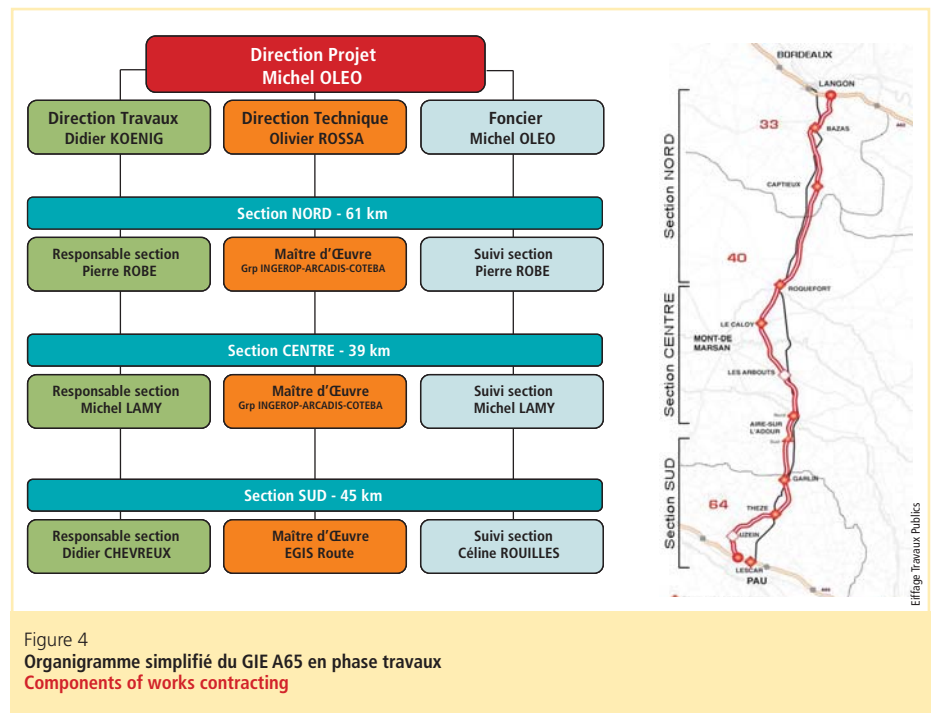 Direction Projet
Michel OLEO
Direction Travaux
Didier KOENIG
Direction Technique
Olivier ROSSA
Foncier
Michel OLEO
Section NORD - 61 km
Responsable section
Pierre ROBE
Maître d’Œuvre
Grp INGEROP-ARCADIS-COTEBA
Suivi section
Pierre ROBE
Section CENTRE - 39 km
Responsable section
Michel LAMY
Maître d’Œuvre
Grp INGEROP-ARCADIS-COTEBA
Suivi section
Michel LAMY
Section SUD - 45 km
Responsable section
Didier CHEVREUX
Maître d’Œuvre
EGIS Route
Suivi section
Céline ROUILLES
BORDEAUX
LANGON
33
BAZAS
CAPTIEUX
Section NORD
40
ROQUEFORT
LE CALOY
MONT-DE
MARSAN
LES ARBOUTS
Section CENTRE
AIRE-SUR
L'ADOUR
GARLIN
64
THEZE
UZEIN
LESCAR
PAU
Section SUD
Eiffage Travaux Publics
Figure 4
Organigramme simplifié du GIE A65 en phase travaux
Components of works contracting